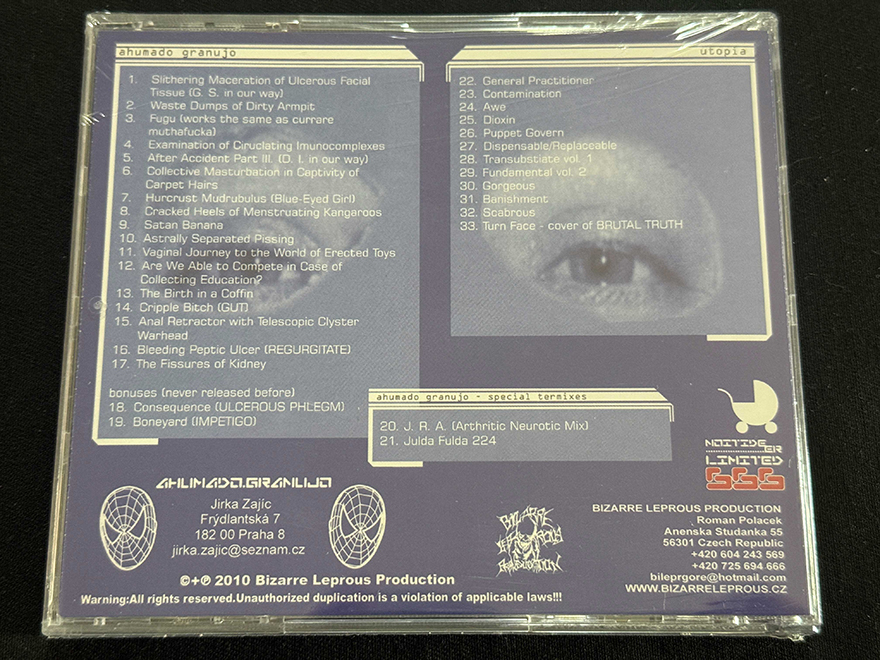 ahumado granujo
1. Slithering Maceration of Ulcerous Facial
Tissue (G. S. in our way)
2. Waste Dumps of Dirty Armpit
3. Fugu (works the same as currare
muthafucka)
4. Examination of Ciruclating Imunocomplexes
5. After Accident Part III. (D. I. in our way)
6. Collective Masturbation in Captivity of
Carpet Hairs
7. Hurcrust Mudrubulus (Blue-Eyed Girl)
8. Cracked Heels of Menstruating Kangaroos
9. Satan Banana
10. Astrally Separated Pissing
11. Vaginal Journey to the World of Erected Toys
12. Are We Able to Compete in Case of
Collecting Education?
13. The Birth in a Coffin
14. Cripple Bitch (GUT)
15. Anal Retractor with Telescopic Clyster
Warhead
16. Bleeding Peptic Ulcer (REGURGITATE)
17. The Fissures of Kidney
bonuses (never released before)
18. Consequence (ULCEROUS PHLEGM)
19. Boneyard (IMPETIGO)
ahumado granujo - special termixes
20. J. R. A. (Arthritic Neurotic Mix)
21. Julda Fulda 224
utopia
22. General Practitioner
23. Contamination
24. Awe
25. Dioxin
26. Puppet Govern
27. Dispensable/Replaceable
28. Transubstiate vol. 1
29. Fundamental vol. 2
30. Gorgeous
31. Banishment
32. Scabrous
33. Turn Face - cover of BRUTAL TRUTH
NOITIDE
ER
LIMITED
666
AHUMADO.GRANUJO
Jirka Zajíc
Frýdlantská 7
182 00 Praha 8
jirka.zajic@seznam.cz
BIZARRE
LEPROUS
PRODUCTION
BIZARRE LEPROUS PRODUCTION
Roman Polacek
Anenska Studanka 55
56301 Czech Republic
+420 604 243 569
+420 725 694 666
bileprgore@hotmail.com
WWW.BIZARRELEPROUS.CZ
©+℗ 2010 Bizarre Leprous Production
Warning:All rights reserved.Unauthorized duplication is a violation of applicable laws!!!